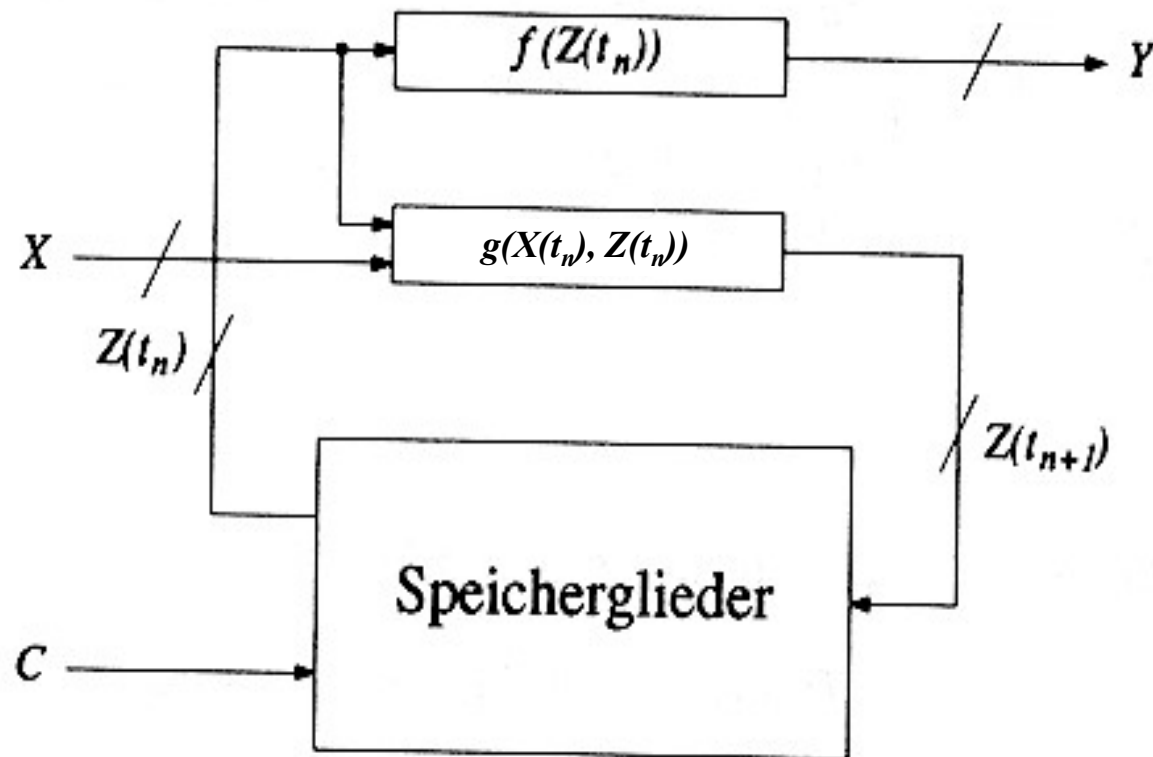 f(Z(tₙ))
Y
g(X(tₙ), Z(tₙ))
X
Z(tₙ)
Z(tₙ₊₁)
Speicherglieder
C